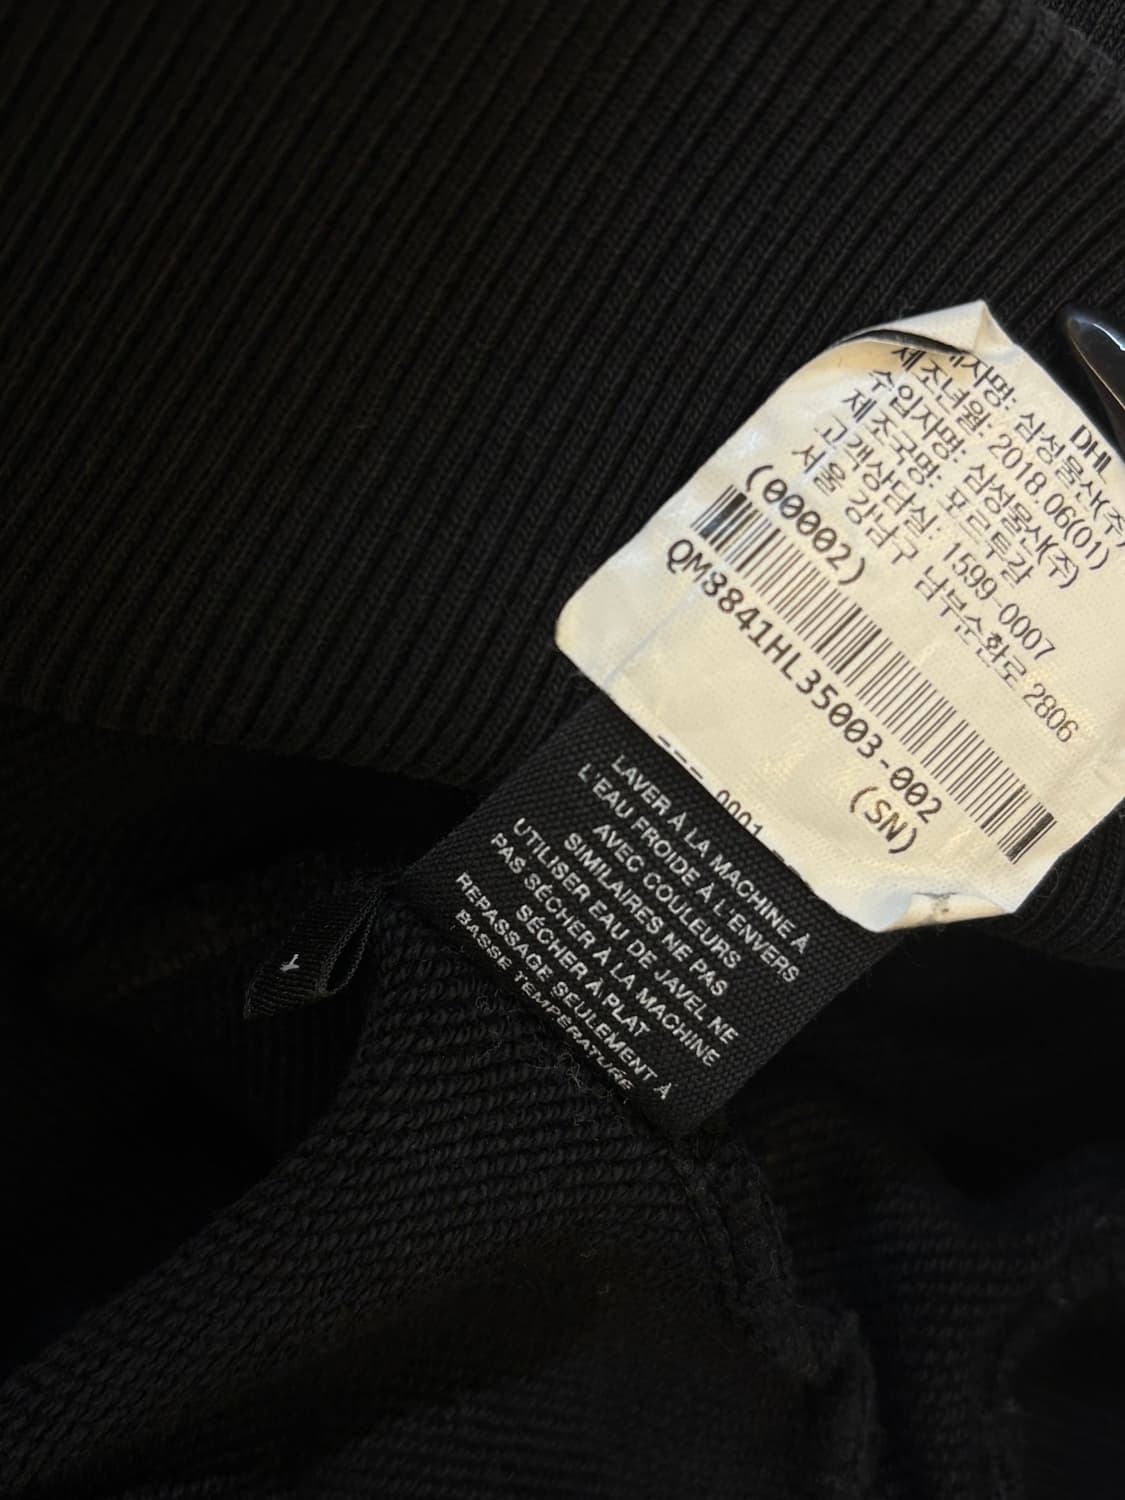 DHL
자명: 삼성물산(주)
제조년월: 2018.06(01)
수입자명: 삼성물산(주)
제조국명: 포르투갈
고객상담실: 1599-0007
서울 강남구 남부순환로 2806
(00002)
QM3841HL35003-002
(SN)
0001
LAVER À LA MACHINE À
L'EAU FROIDE À L'ENVERS
AVEC COULEURS
SIMILAIRES NE PAS
UTILISER EAU DE JAVEL NE
PAS SÉCHER À LA MACHINE
SÉCHER À PLAT
REPASSAGE SEULEMENT À
BASSE TEMPÉRATURE